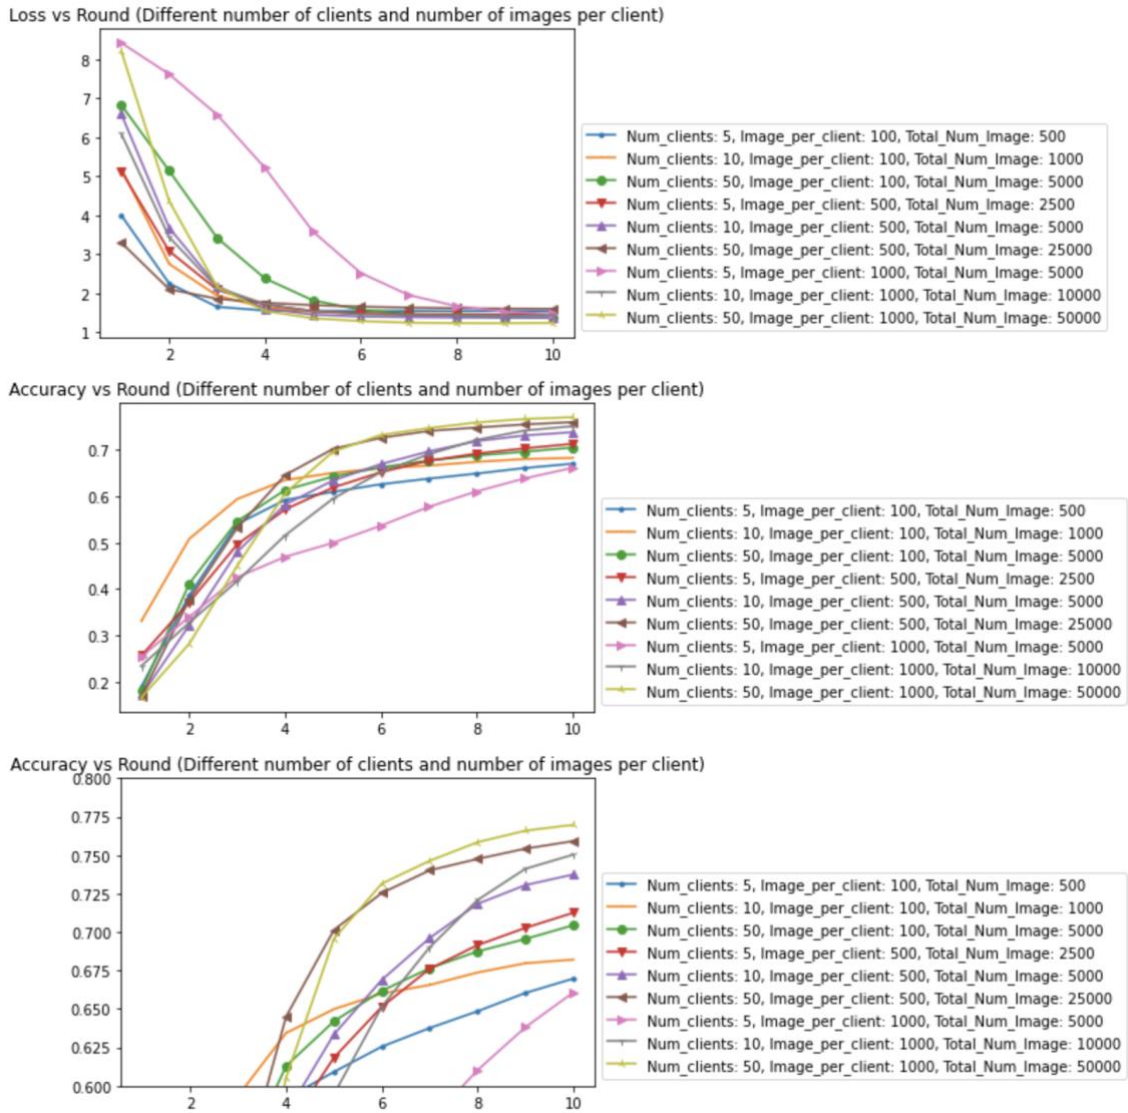 Loss vs Round (Different number of clients and number of images per client)
8
7
6
5
4
3
2
1
2
4
6
8
10
Num_clients: 5, Image_per_client: 100, Total_Num_Image: 500
Num_clients: 10, Image_per_client: 100, Total_Num_Image: 1000
Num_clients: 50, Image_per_client: 100, Total_Num_Image: 5000
Num_clients: 5, Image_per_client: 500, Total_Num_Image: 2500
Num_clients: 10, Image_per_client: 500, Total_Num_Image: 5000
Num_clients: 50, Image_per_client: 500, Total_Num_Image: 25000
Num_clients: 5, Image_per_client: 1000, Total_Num_Image: 5000
Num_clients: 10, Image_per_client: 1000, Total_Num_Image: 10000
Num_clients: 50, Image_per_client: 1000, Total_Num_Image: 50000
Accuracy vs Round (Different number of clients and number of images per client)
0.7
0.6
0.5
0.4
0.3
0.2
2
4
6
8
10
Num_clients: 5, Image_per_client: 100, Total_Num_Image: 500
Num_clients: 10, Image_per_client: 100, Total_Num_Image: 1000
Num_clients: 50, Image_per_client: 100, Total_Num_Image: 5000
Num_clients: 5, Image_per_client: 500, Total_Num_Image: 2500
Num_clients: 10, Image_per_client: 500, Total_Num_Image: 5000
Num_clients: 50, Image_per_client: 500, Total_Num_Image: 25000
Num_clients: 5, Image_per_client: 1000, Total_Num_Image: 5000
Num_clients: 10, Image_per_client: 1000, Total_Num_Image: 10000
Num_clients: 50, Image_per_client: 1000, Total_Num_Image: 50000
Accuracy vs Round (Different number of clients and number of images per client)
0.800
0.775
0.750
0.725
0.700
0.675
0.650
0.625
0.600
2
4
6
8
10
Num_clients: 5, Image_per_client: 100, Total_Num_Image: 500
Num_clients: 10, Image_per_client: 100, Total_Num_Image: 1000
Num_clients: 50, Image_per_client: 100, Total_Num_Image: 5000
Num_clients: 5, Image_per_client: 500, Total_Num_Image: 2500
Num_clients: 10, Image_per_client: 500, Total_Num_Image: 5000
Num_clients: 50, Image_per_client: 500, Total_Num_Image: 25000
Num_clients: 5, Image_per_client: 1000, Total_Num_Image: 5000
Num_clients: 10, Image_per_client: 1000, Total_Num_Image: 10000
Num_clients: 50, Image_per_client: 1000, Total_Num_Image: 50000